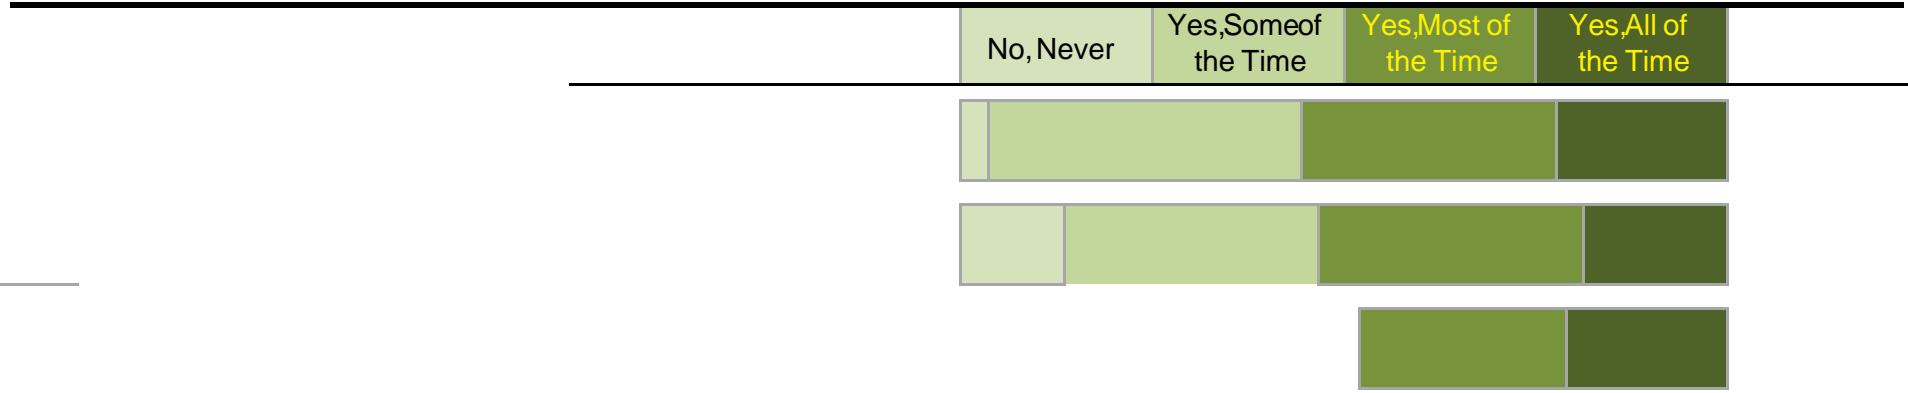 No, Never
Yes,Someof
the Time
Yes,Most of
the Time
Yes,All of
the Time